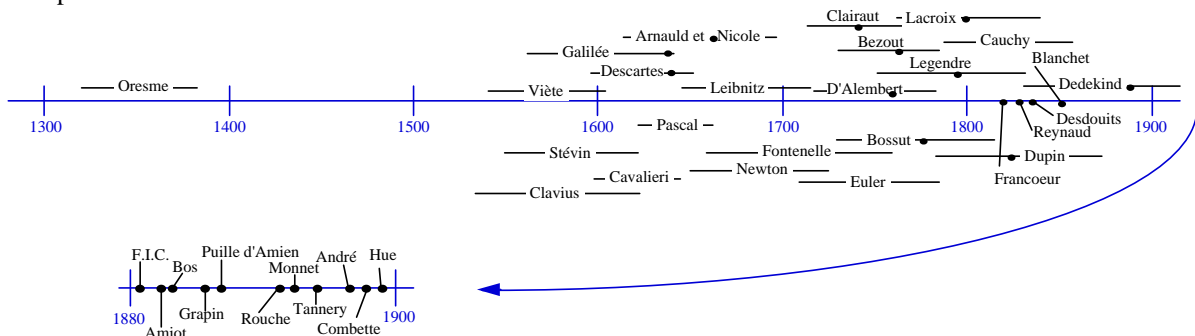 Clairaut Lacroix
Arnauld et Nicole Cauchy
Galilée Bezout Blanchet
Descartes Legendre
Oresme Viète Leibnitz D'Alembert Dedekind
1300 1400 1500 1600 1700 1800 1900
Pascal Desdouits
Bossut Reynaud
Stévin Fontenelle Dupin
Cavalieri Newton Francoeur
Clavius Euler
F.I.C. Puille d'Amien André Hue
Bos Monnet
1880 Grapin Rouche Tannery 1900
Amiot Combette